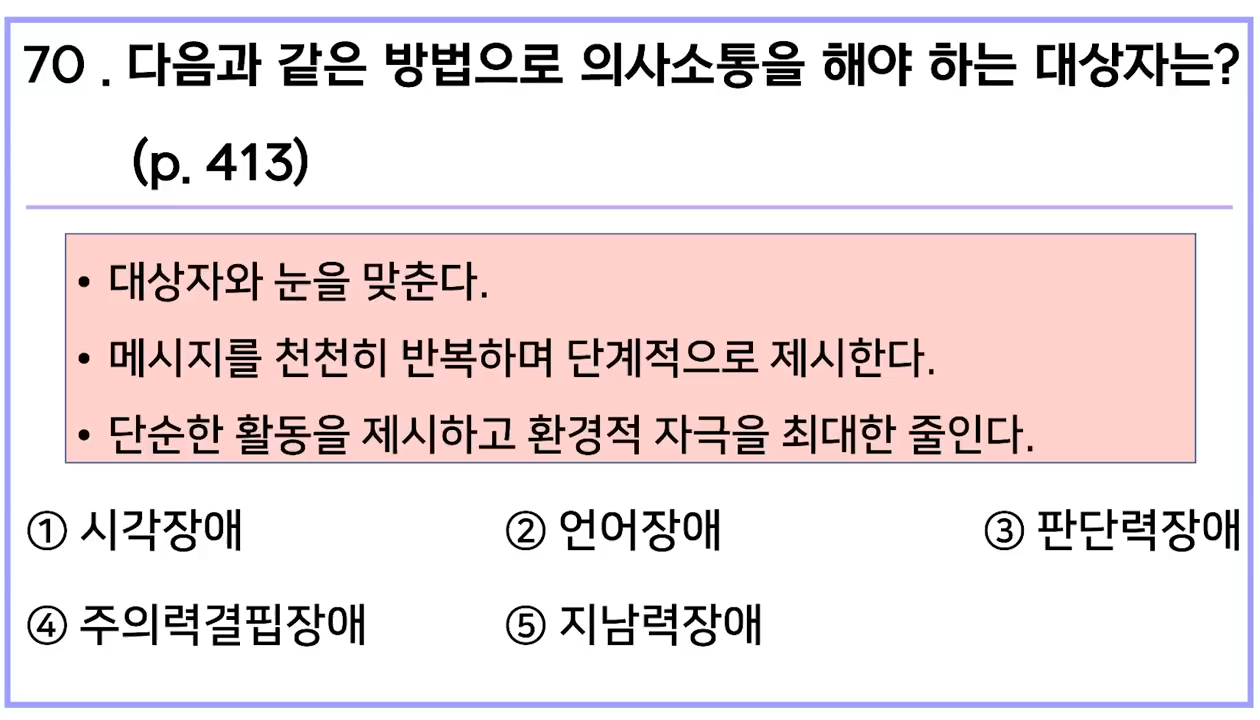 70 . 다음과 같은 방법으로 의사소통을 해야 하는 대상자는?
(p. 413)
• 대상자와 눈을 맞춘다.
• 메시지를 천천히 반복하며 단계적으로 제시한다.
• 단순한 활동을 제시하고 환경적 자극을 최대한 줄인다.
① 시각장애 ② 언어장애 ③ 판단력장애
④ 주의력결핍장애 ⑤ 지남력장애